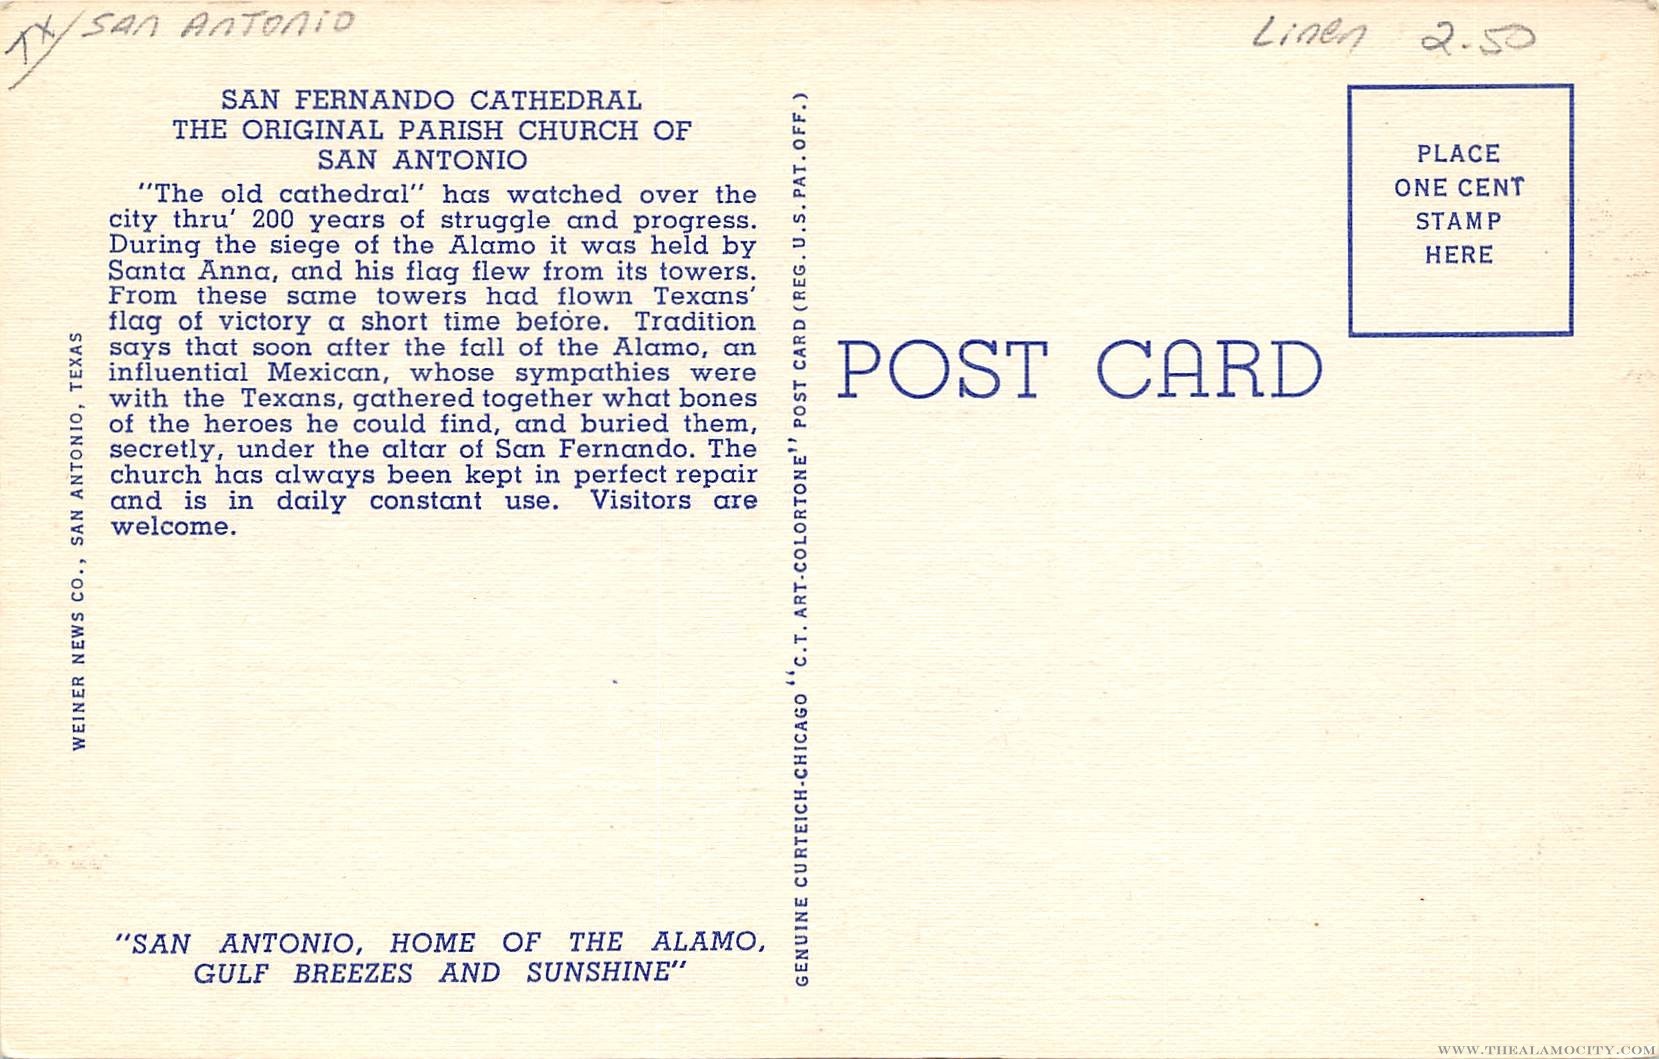 TX/SAN ANTONIO
Linen 2.50
SAN FERNANDO CATHEDRAL
THE ORIGINAL PARISH CHURCH OF
SAN ANTONIO
"The old cathedral" has watched over the
city thru' 200 years of struggle and progress.
During the siege of the Alamo it was held by
Santa Anna, and his flag flew from its towers.
From these same towers had flown Texans'
flag of victory a short time before. Tradition
says that soon after the fall of the Alamo, an
influential Mexican, whose sympathies were
with the Texans, gathered together what bones
of the heroes he could find, and buried them,
secretly, under the altar of San Fernando. The
church has always been kept in perfect repair
and is in daily constant use. Visitors are
welcome.
"SAN ANTONIO, HOME OF THE ALAMO,
GULF BREEZES AND SUNSHINE"
WEINER NEWS CO., SAN ANTONIO, TEXAS
GENUINE CURTEICH-CHICAGO "C.T. ART-COLORTONE" POST CARD (REG. U.S. PAT. OFF.)
POST CARD
PLACE
ONE CENT
STAMP
HERE
WWW.THEALAMOCITY.COM